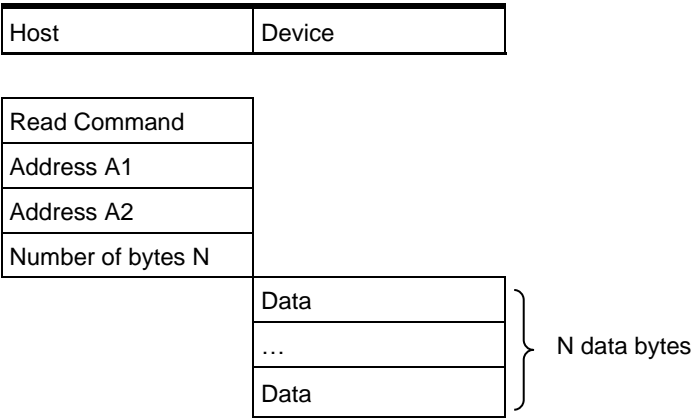 Host Device
Read Command
Address A1
Address A2
Number of bytes N
Data
…
Data
N data bytes